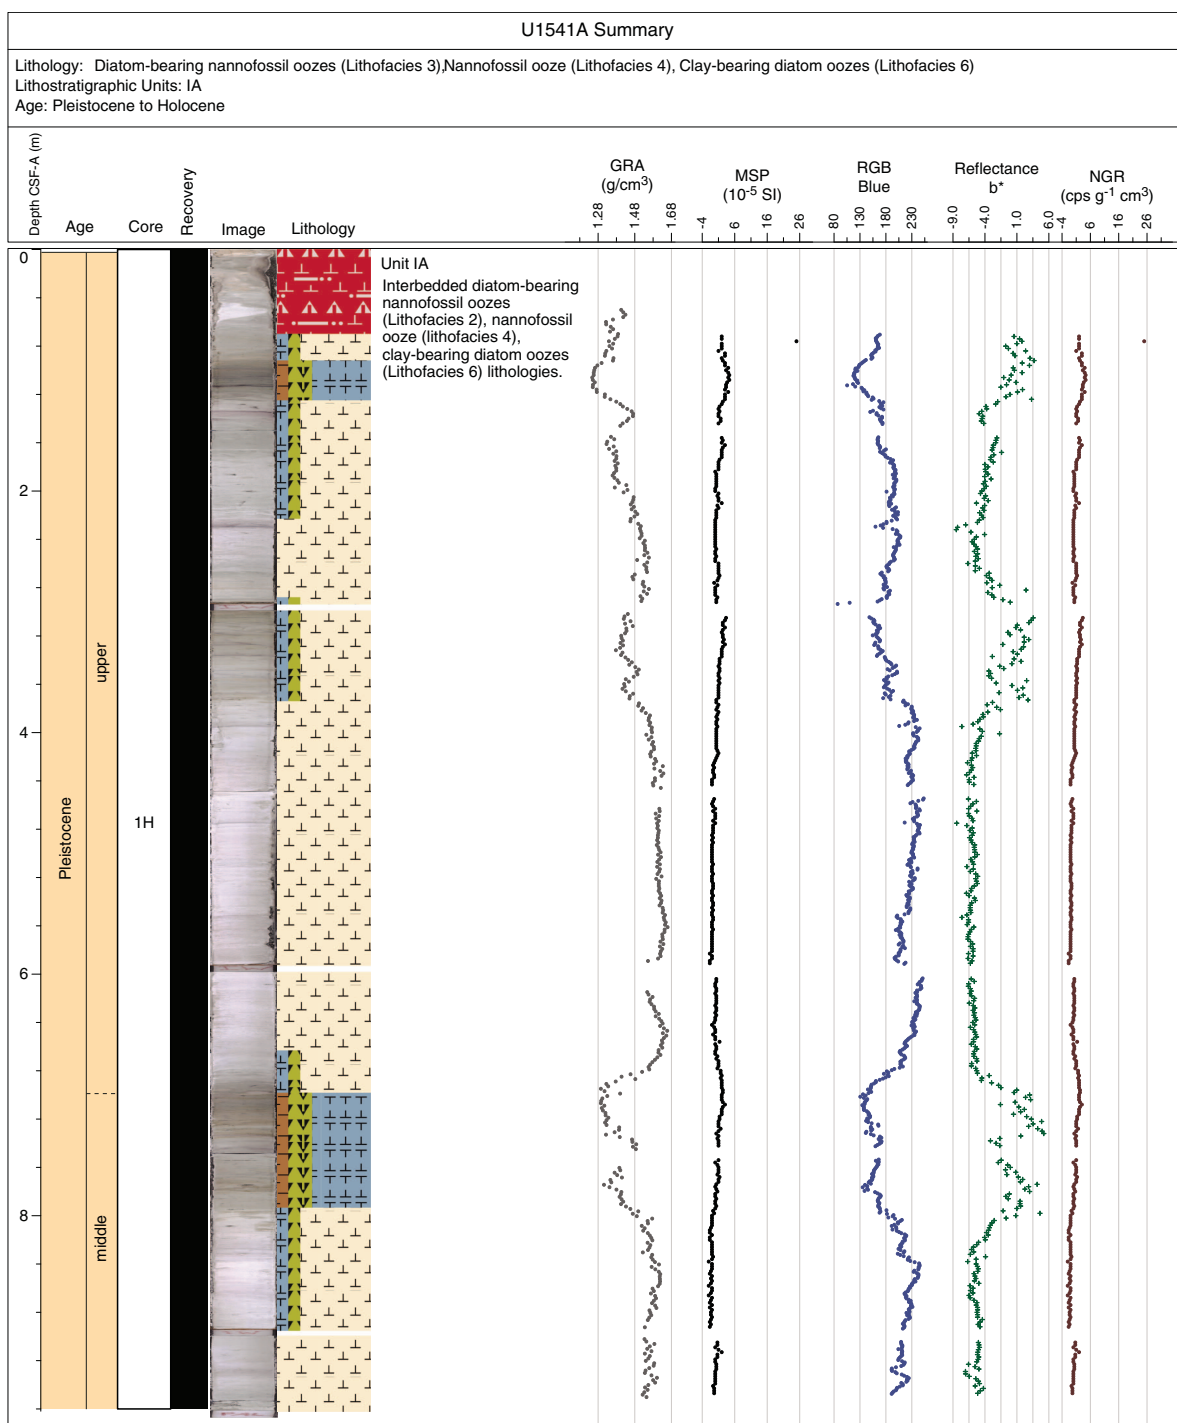 U1541A Summary
Lithology: Diatom-bearing nannofossil oozes (Lithofacies 3),Nannofossil ooze (Lithofacies 4), Clay-bearing diatom oozes (Lithofacies 6)
Lithostratigraphic Units: IA
Age: Pleistocene to Holocene
Depth CSF-A (m)
Age
Core
Recovery
Image
Lithology
GRA
(g/cm3)
1.28 1.48 1.68
MSP
(10-5 SI)
-4 6 16 26
RGB
Blue
80 130 180 230
Reflectance
b*
-9.0 -4.0 1.0 6.0
NGR
(cps g-1 cm3)
-4 6 16 26
0
2
4
6
8
Pleistocene
upper
middle
1H
Unit IA
Interbedded diatom-bearing
nannofossil oozes
(Lithofacies 2), nannofossil
ooze (lithofacies 4),
clay-bearing diatom oozes
(Lithofacies 6) lithologies.